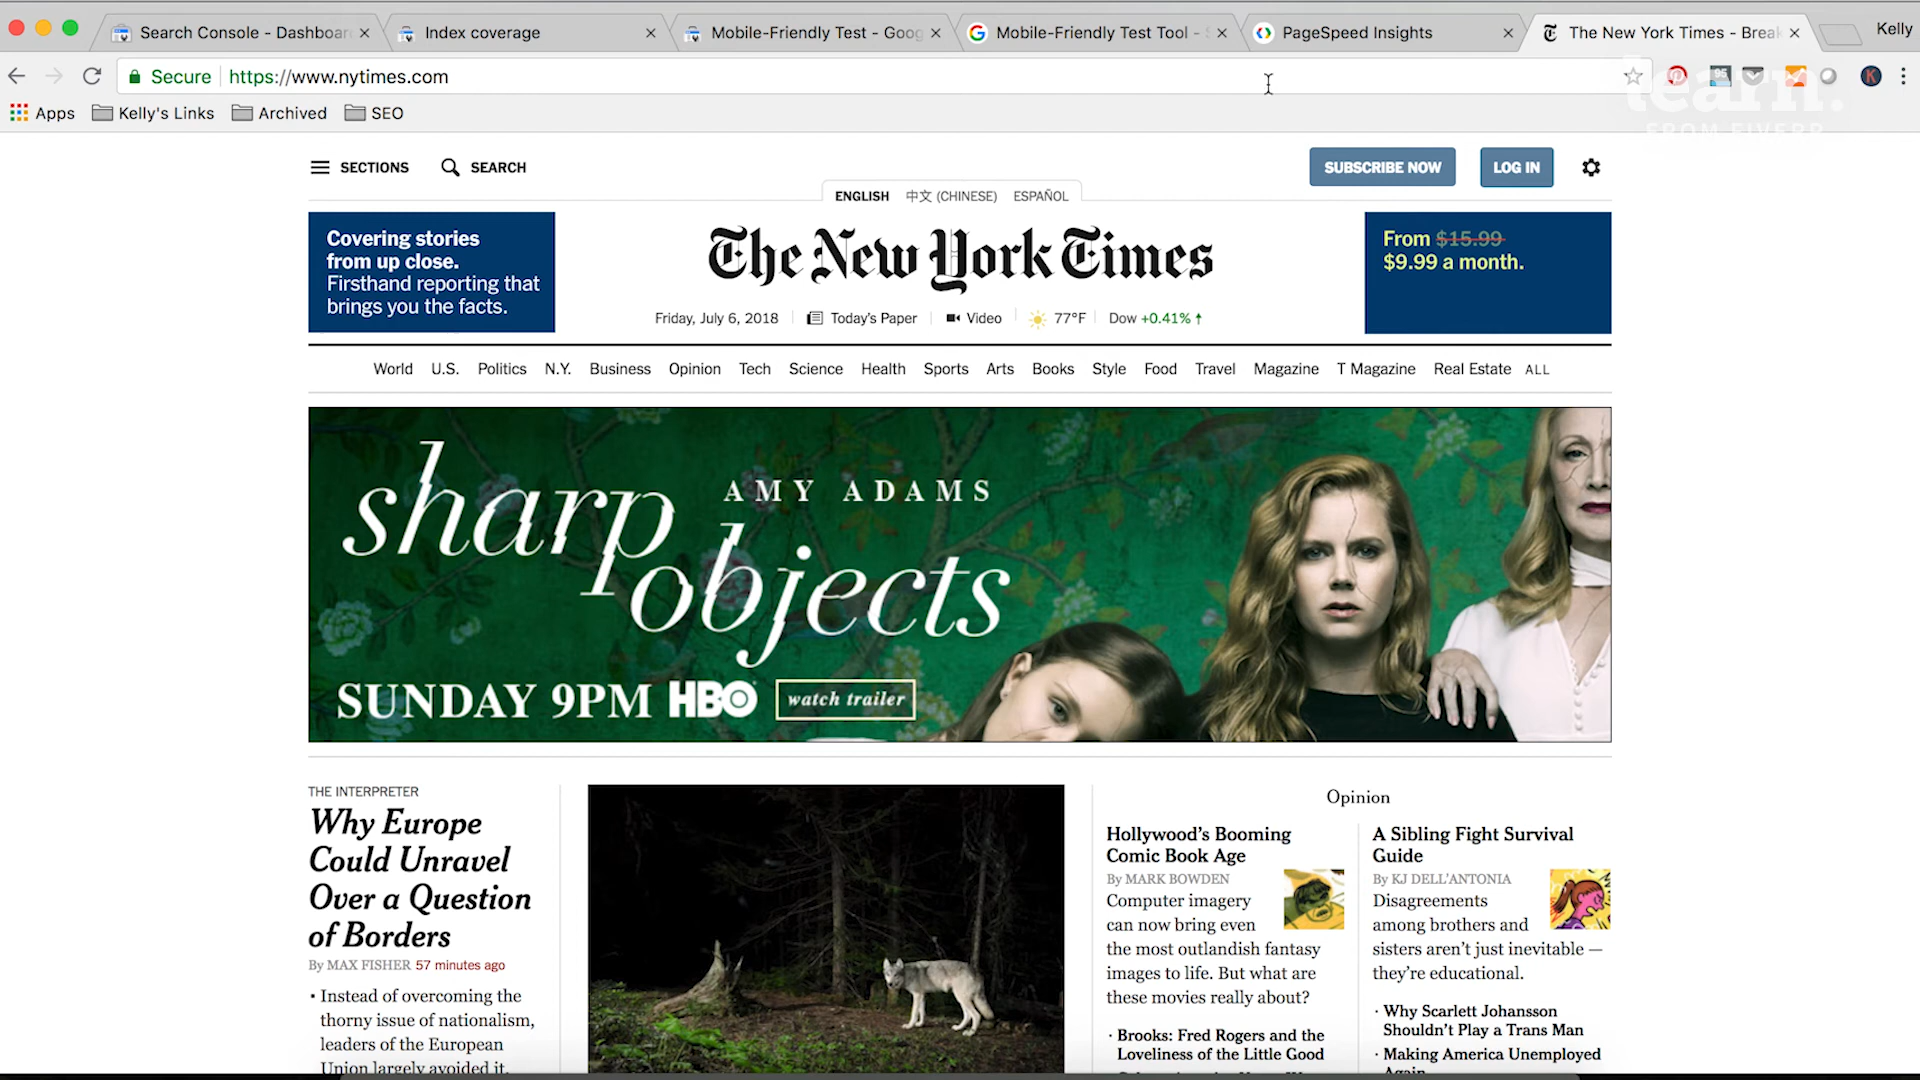 Search Console - Dashboar
Index coverage
Mobile-Friendly Test - Goog
Mobile-Friendly Test Tool -
PageSpeed Insights
The New York Times - Break
Kelly
Secure
https://www.nytimes.com
95
K
learn.
FROM FIVERR
Apps
Kelly's Links
Archived
SEO
SECTIONS
SEARCH
SUBSCRIBE NOW
LOG IN
ENGLISH
中文 (CHINESE)
ESPAÑOL
Covering stories
from up close.
Firsthand reporting that
brings you the facts.
The New York Times
From $15.99
$9.99 a month.
Friday, July 6, 2018
Today's Paper
Video
77°F
Dow +0.41% ↑
World U.S. Politics N.Y. Business Opinion Tech Science Health Sports Arts Books Style Food Travel Magazine T Magazine Real Estate ALL
sharp
AMY ADAMS
objects
SUNDAY 9PM HBO
watch trailer
THE INTERPRETER
Why Europe
Could Unravel
Over a Question
of Borders
By MAX FISHER 57 minutes ago
• Instead of overcoming the
thorny issue of nationalism,
leaders of the European
Union largely avoided it.
Opinion
Hollywood's Booming
Comic Book Age
By MARK BOWDEN
Computer imagery
can now bring even
the most outlandish fantasy
images to life. But what are
these movies really about?
· Brooks: Fred Rogers and the
Loveliness of the Little Good
A Sibling Fight Survival
Guide
By KJ DELL'ANTONIA
Disagreements
among brothers and
sisters aren't just inevitable —
they're educational.
· Why Scarlett Johansson
Shouldn't Play a Trans Man
· Making America Unemployed
Again